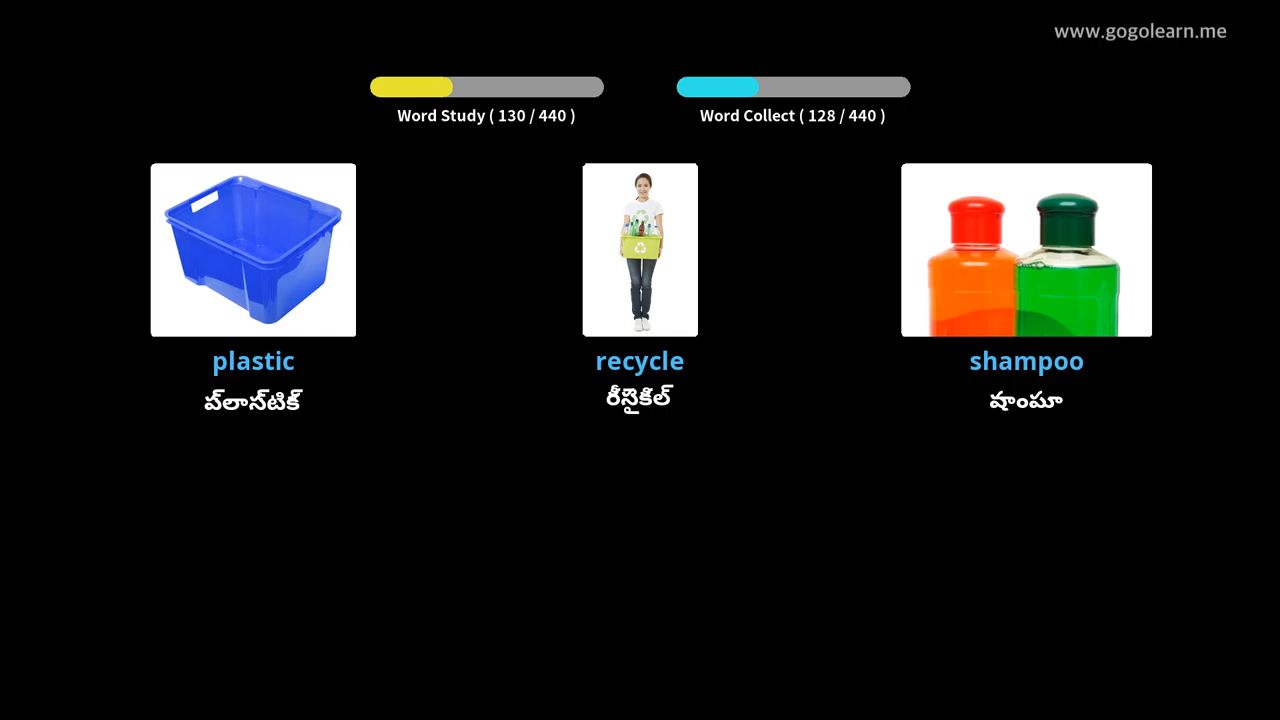 www.gogolearn.me
Word Study ( 130 / 440 )
Word Collect ( 128 / 440 )
plastic
recycle
shampoo
ప్‌లాస్‌టిక్
రీసైకిల్
షాంపూ